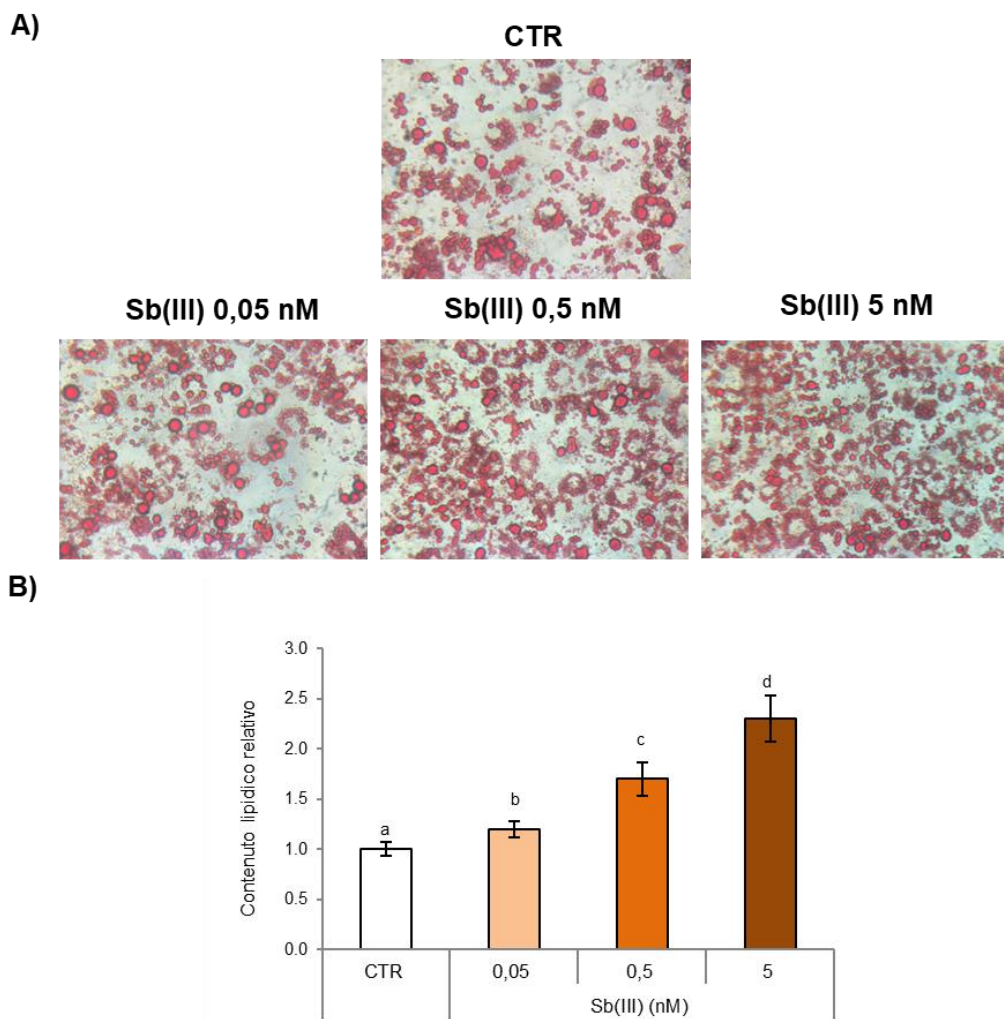 A)
CTR
Sb(III) 0,05 nM
Sb(III) 0,5 nM
Sb(III) 5 nM
B)
Contenuto lipidico relativo
3.0
2.5
2.0
1.5
1.0
0.5
0.0
a
b
c
d
CTR
0,05
0,5
5
Sb(III) (nM)